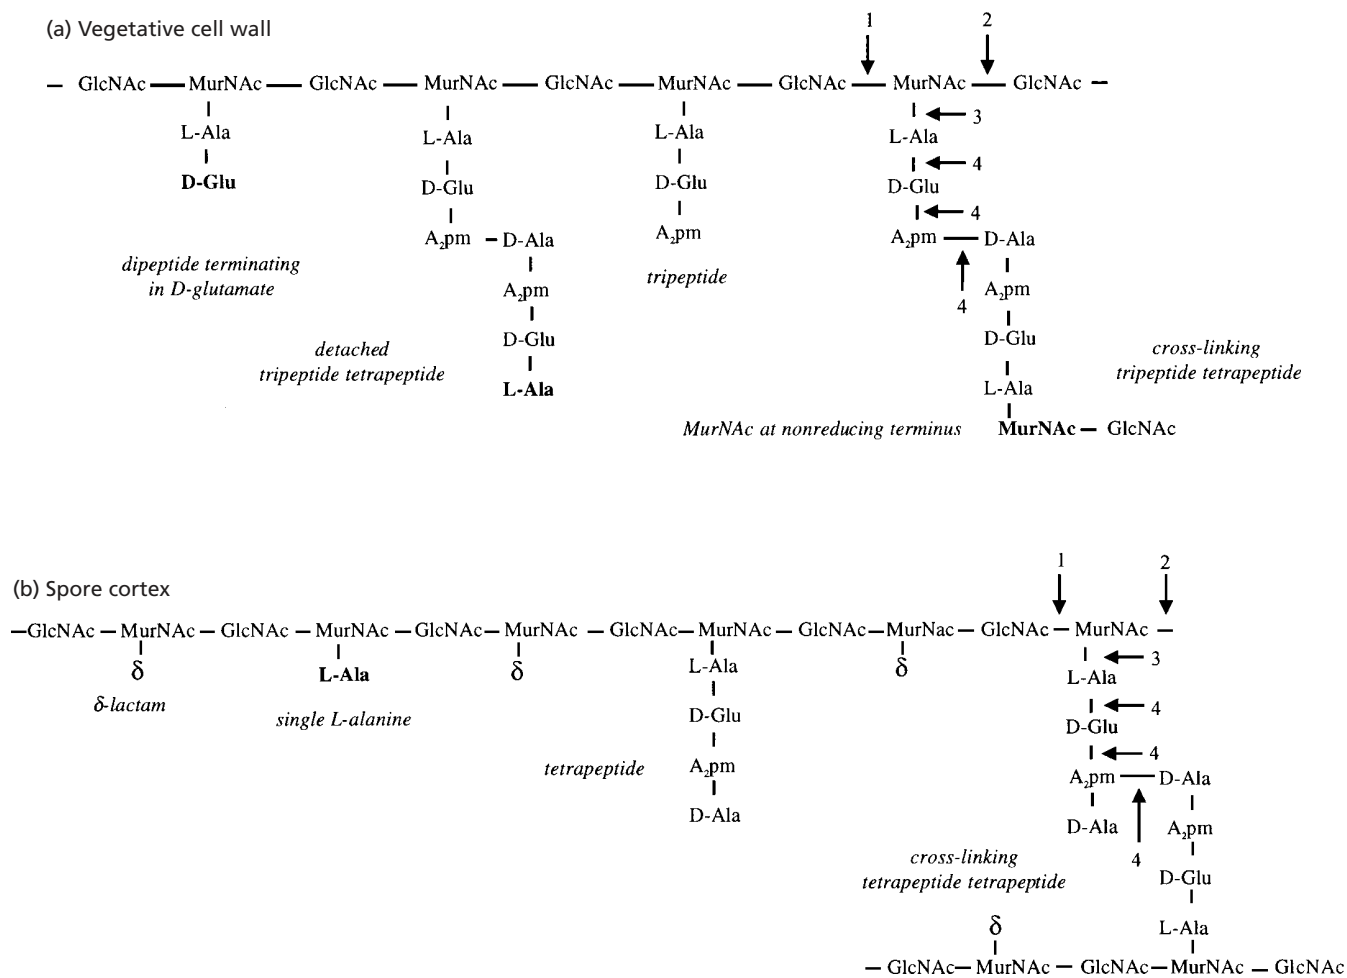 (a) Vegetative cell wall
1 2
– GlcNAc — MurNAc — GlcNAc — MurNAc — GlcNAc — MurNAc — GlcNAc — MurNAc — GlcNAc –
3
L-Ala L-Ala L-Ala L-Ala
4
D-Glu D-Glu D-Glu D-Glu
4
A₂pm – D-Ala A₂pm A₂pm — D-Ala
dipeptide terminating
in D-glutamate
tripeptide
A₂pm 4 A₂pm
D-Glu D-Glu
detached
tripeptide tetrapeptide
cross-linking
tripeptide tetrapeptide
L-Ala L-Ala
MurNAc at nonreducing terminus MurNAc – GlcNAc
(b) Spore cortex
1 2
–GlcNAc – MurNAc – GlcNAc – MurNAc – GlcNAc – MurNAc – GlcNAc – MurNAc – GlcNAc – MurNac – GlcNAc – MurNAc –
3
δ L-Ala δ L-Ala δ L-Ala
δ-lactam single L-alanine
4
D-Glu D-Glu
4
tetrapeptide A₂pm A₂pm — D-Ala
D-Ala D-Ala A₂pm
4
cross-linking
tetrapeptide tetrapeptide
D-Glu
δ L-Ala
– GlcNAc – MurNAc – GlcNAc – MurNAc – GlcNAc